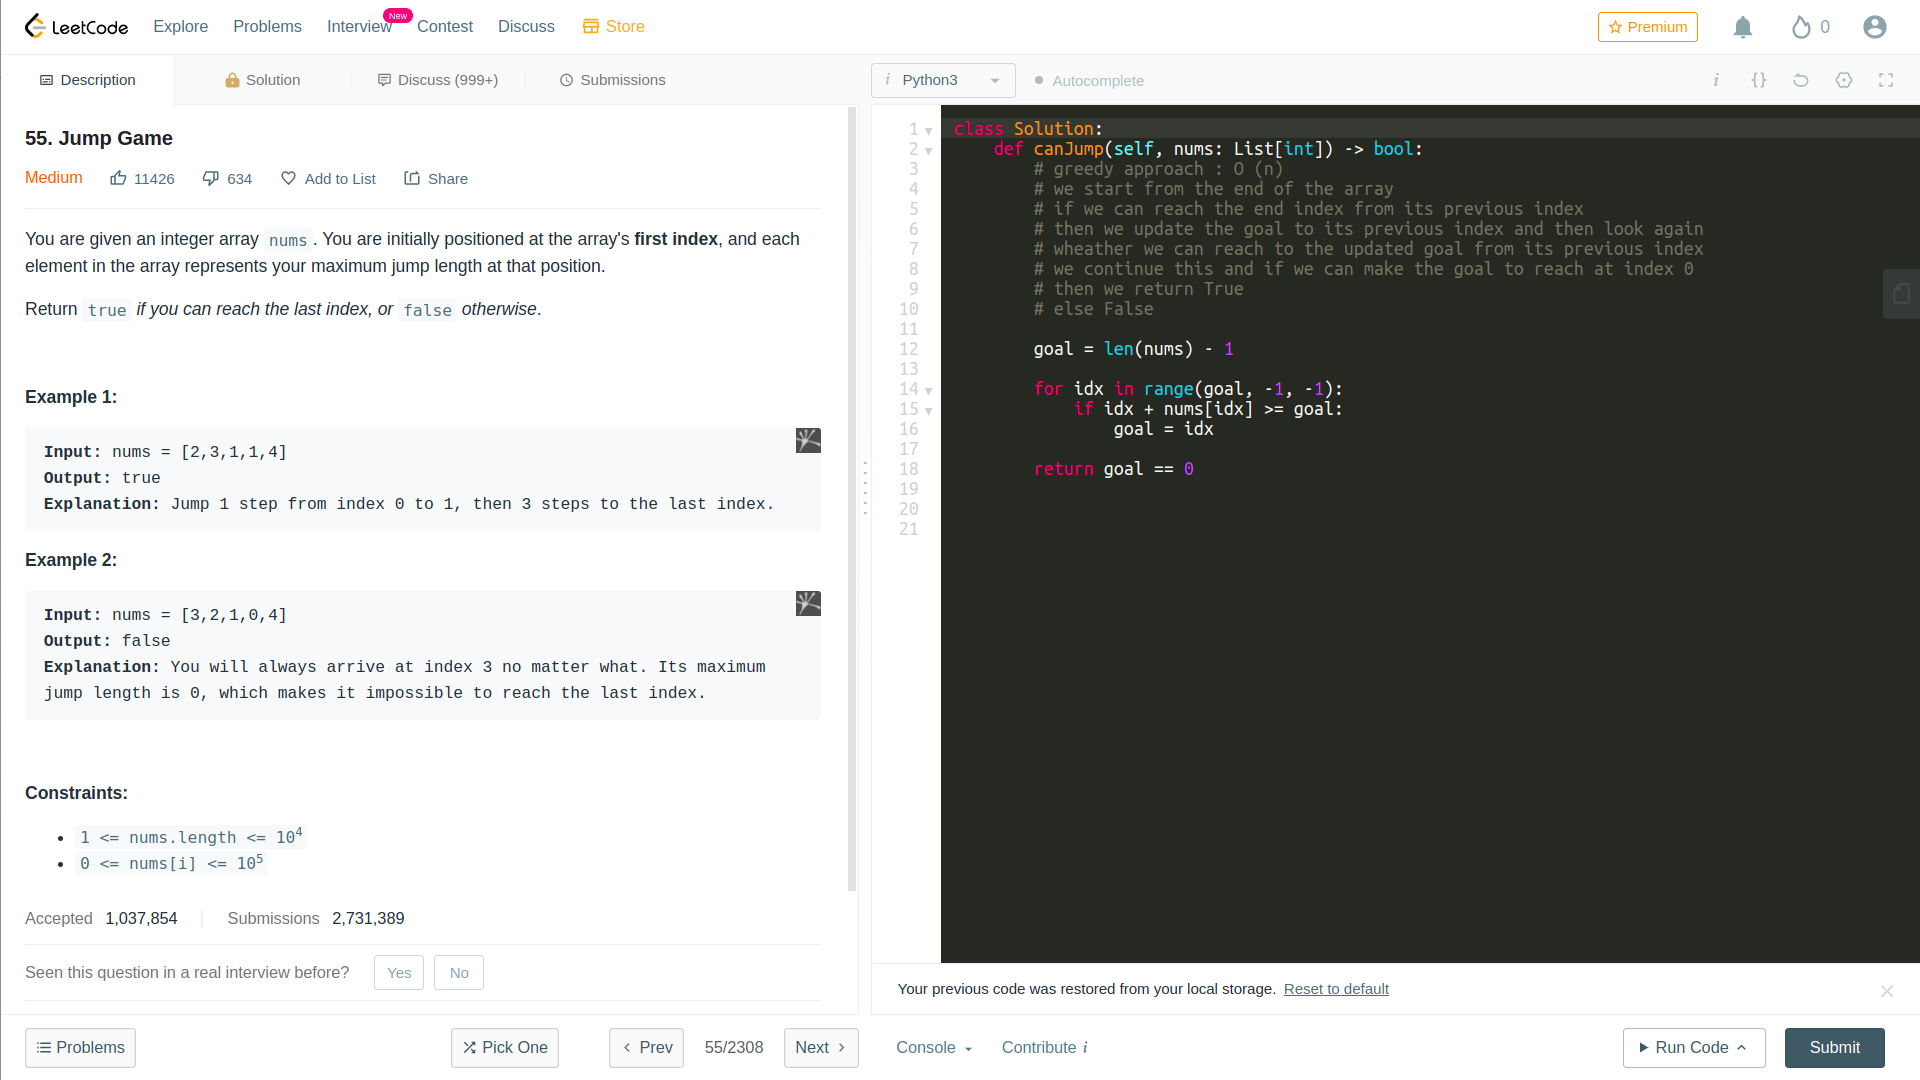 LeetCode Explore Problems Interview New Contest Discuss Store Premium 0
Description Solution Discuss (999+) Submissions
i Python3 Autocomplete i {}
55. Jump Game
Medium 11426 634 Add to List Share
You are given an integer array nums. You are initially positioned at the array's first index, and each
element in the array represents your maximum jump length at that position.
Return true if you can reach the last index, or false otherwise.
Example 1:
Input: nums = [2,3,1,1,4]
Output: true
Explanation: Jump 1 step from index 0 to 1, then 3 steps to the last index.
Example 2:
Input: nums = [3,2,1,0,4]
Output: false
Explanation: You will always arrive at index 3 no matter what. Its maximum
jump length is 0, which makes it impossible to reach the last index.
Constraints:
• 1 <= nums.length <= 10⁴
• 0 <= nums[i] <= 10⁵
Accepted 1,037,854 Submissions 2,731,389
Seen this question in a real interview before? Yes No
Problems Pick One Prev 55/2308 Next
1 class Solution:
2     def canJump(self, nums: List[int]) -> bool:
3         # greedy approach : O (n)
4         # we start from the end of the array
5         # if we can reach the end index from its previous index
6         # then we update the goal to its previous index and then look again
7         # wheather we can reach to the updated goal from its previous index
8         # we continue this and if we can make the goal to reach at index 0
9         # then we return True
10         # else False
11
12         goal = len(nums) - 1
13
14         for idx in range(goal, -1, -1):
15             if idx + nums[idx] >= goal:
16                 goal = idx
17
18         return goal == 0
19
20
21
Your previous code was restored from your local storage. Reset to default
Console Contribute i Run Code Submit